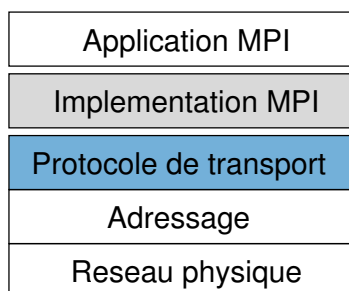 Application MPI
Implementation MPI
Protocole de transport
Adressage
Reseau physique